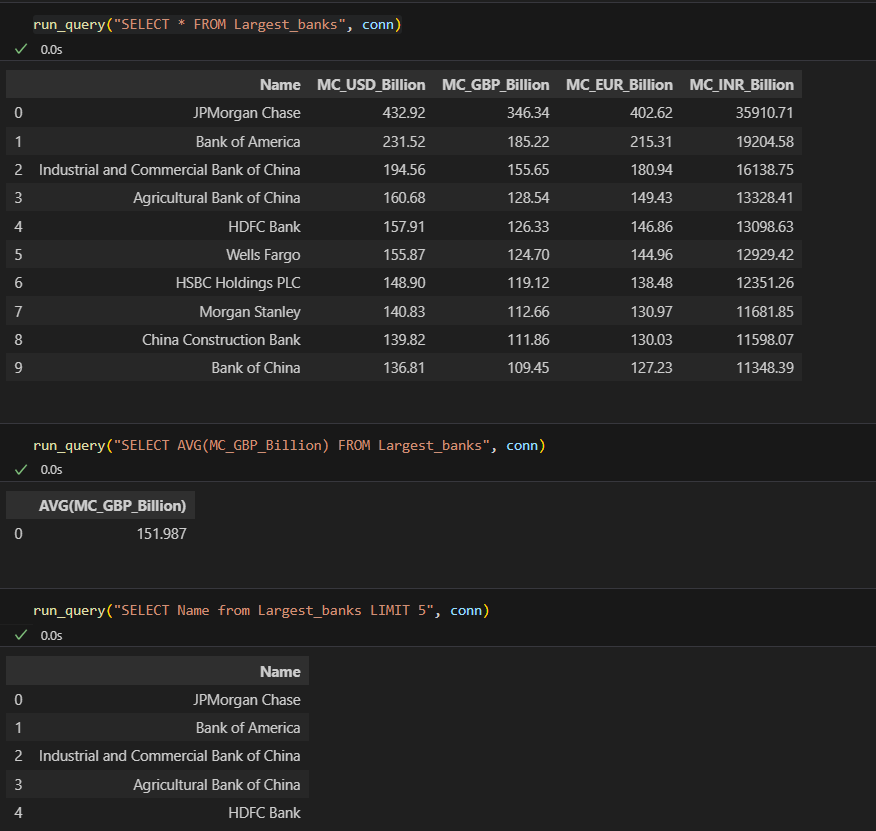 run_query("SELECT * FROM Largest_banks", conn)
✓ 0.0s
Name MC_USD_Billion MC_GBP_Billion MC_EUR_Billion MC_INR_Billion
0 JPMorgan Chase 432.92 346.34 402.62 35910.71
1 Bank of America 231.52 185.22 215.31 19204.58
2 Industrial and Commercial Bank of China 194.56 155.65 180.94 16138.75
3 Agricultural Bank of China 160.68 128.54 149.43 13328.41
4 HDFC Bank 157.91 126.33 146.86 13098.63
5 Wells Fargo 155.87 124.70 144.96 12929.42
6 HSBC Holdings PLC 148.90 119.12 138.48 12351.26
7 Morgan Stanley 140.83 112.66 130.97 11681.85
8 China Construction Bank 139.82 111.86 130.03 11598.07
9 Bank of China 136.81 109.45 127.23 11348.39
run_query("SELECT AVG(MC_GBP_Billion) FROM Largest_banks", conn)
✓ 0.0s
AVG(MC_GBP_Billion)
0 151.987
run_query("SELECT Name from Largest_banks LIMIT 5", conn)
✓ 0.0s
Name
0 JPMorgan Chase
1 Bank of America
2 Industrial and Commercial Bank of China
3 Agricultural Bank of China
4 HDFC Bank